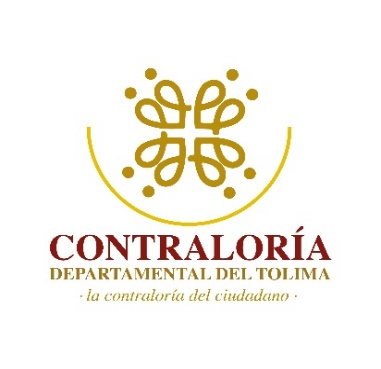 CONTRALORÍA
DEPARTAMENTAL DEL TOLIMA
· la contraloría del ciudadano ·